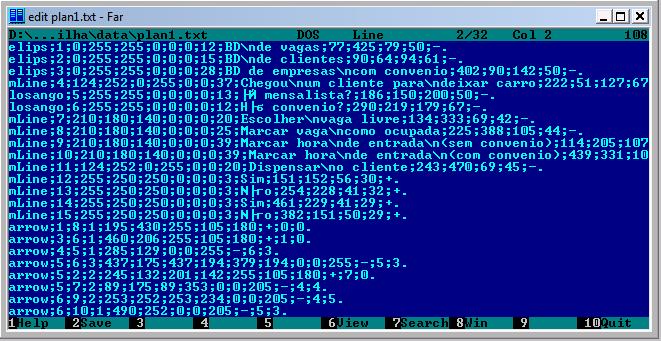 edit plan1.txt - Far
D:\...ilha\data\plan1.txt DOS Line 2/32 Col 2 108
elips;1;0;255;255;0;0;0;12;BD\nde vagas;77;425;79;50;-.
elips;2;0;255;255;0;0;0;15;BD\nde clientes;90;64;94;61;-.
elips;3;0;255;255;0;0;0;28;BD de empresas\ncom convenio;402;90;142;50;-.
mLine;4;124;252;0;255;0;0;37;Chegou\num cliente para\ndeixar carro;222;51;127;67
losango;5;255;255;0;0;0;13;├Й mensalista?;186;150;200;50;-.
losango;6;255;255;0;0;0;12;H├б convenio?;290;219;179;67;-.
mLine;7;210;180;140;0;0;0;20;Escolher\nvaga livre;134;333;69;42;-.
mLine;8;210;180;140;0;0;0;25;Marcar vaga\ncomo ocupada;225;388;105;44;-.
mLine;9;210;180;140;0;0;0;39;Marcar hora\nde entrada\n(sem convenio);114;205;107
mLine;10;210;180;140;0;0;0;39;Marcar hora\nde entrada\n(com convenio);439;331;10
mLine;11;124;252;0;255;0;0;20;Dispensar\no cliente;243;470;69;45;-.
mLine;12;255;250;250;0;0;0;3;Sim;151;152;56;30;+.
mLine;13;255;250;250;0;0;0;3;N├гo;254;228;41;32;+.
mLine;14;255;250;250;0;0;0;3;Sim;461;229;41;29;+.
mLine;15;255;250;250;0;0;0;3;N├гo;382;151;50;29;+.
arrow;1;8;1;195;430;255;105;180;+;0;0.
arrow;3;6;1;460;206;255;105;180;+;1;0.
arrow;4;5;1;285;129;0;0;255;-;6;3.
arrow;5;6;3;437;175;437;194;379;194;0;0;255;-;5;3.
arrow;5;2;2;245;132;201;142;255;105;180;+;7;0.
arrow;5;7;2;89;175;89;353;0;0;205;-;4;4.
arrow;6;9;2;253;252;253;234;0;0;205;-;4;5.
arrow;6;10;1;490;252;0;0;205;-;5;3.
1Help 2Save 3 4 5 6View 7Search 8Win 9 10Quit